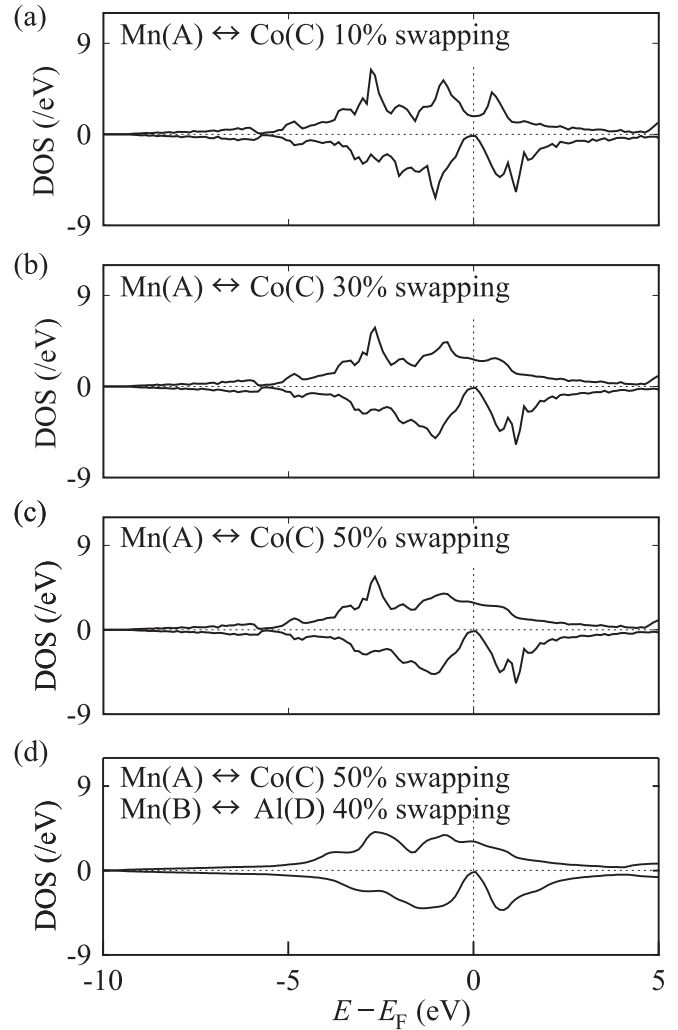 (a)
Mn(A) ↔ Co(C) 10% swapping
9
0
-9
DOS (/eV)
(b)
Mn(A) ↔ Co(C) 30% swapping
9
0
-9
DOS (/eV)
(c)
Mn(A) ↔ Co(C) 50% swapping
9
0
-9
DOS (/eV)
(d)
Mn(A) ↔ Co(C) 50% swapping
Mn(B) ↔ Al(D) 40% swapping
9
0
-9
DOS (/eV)
-10 -5 0 5
E − E_F (eV)